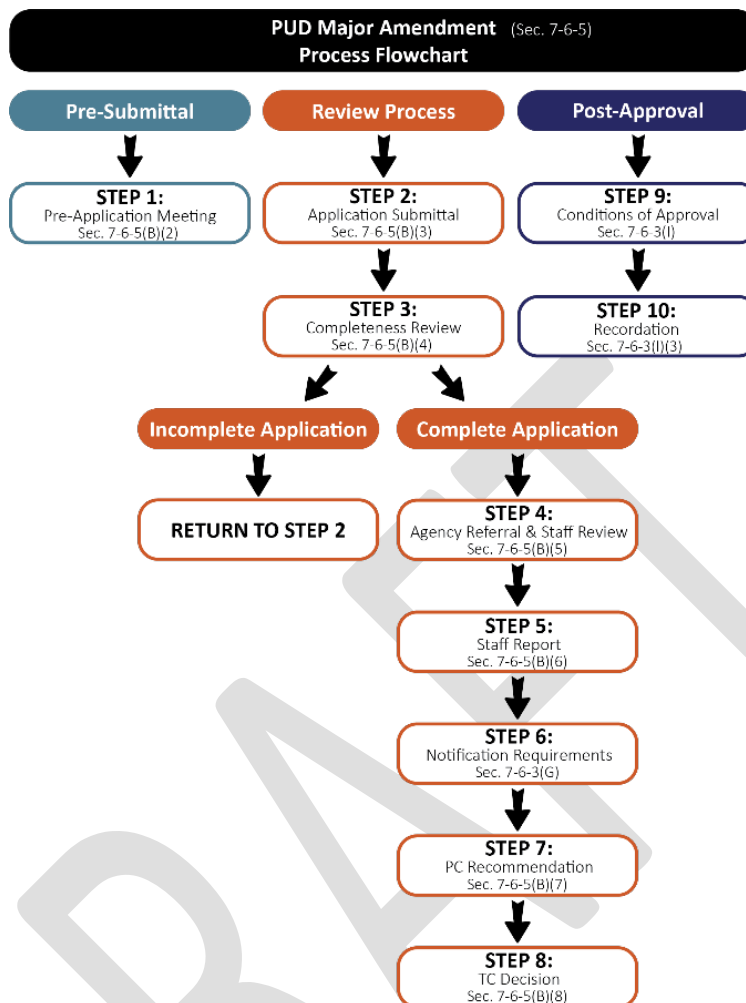 PUD Major Amendment (Sec. 7-6-5)
Process Flowchart
Pre-Submittal
STEP 1:
Pre-Application Meeting
Sec. 7-6-5(B)(2)
Review Process
STEP 2:
Application Submittal
Sec. 7-6-5(B)(3)
STEP 3:
Completeness Review
Sec. 7-6-5(B)(4)
Incomplete Application
RETURN TO STEP 2
Complete Application
STEP 4:
Agency Referral & Staff Review
Sec. 7-6-5(B)(5)
STEP 5:
Staff Report
Sec. 7-6-5(B)(6)
STEP 6:
Notification Requirements
Sec. 7-6-3(G)
STEP 7:
PC Recommendation
Sec. 7-6-5(B)(7)
STEP 8:
TC Decision
Sec. 7-6-5(B)(8)
Post-Approval
STEP 9:
Conditions of Approval
Sec. 7-6-3(I)
STEP 10:
Recordation
Sec. 7-6-3(I)(3)
RAFT